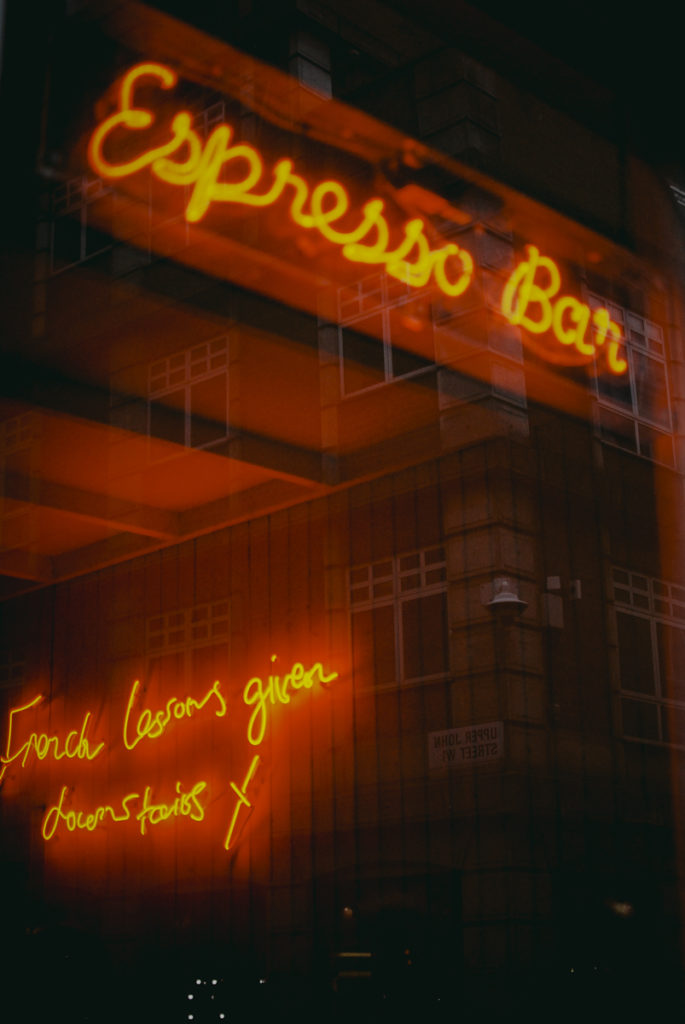 Espresso Bar
French lessons given
downstairs
UPPER JOHN
STREET W1